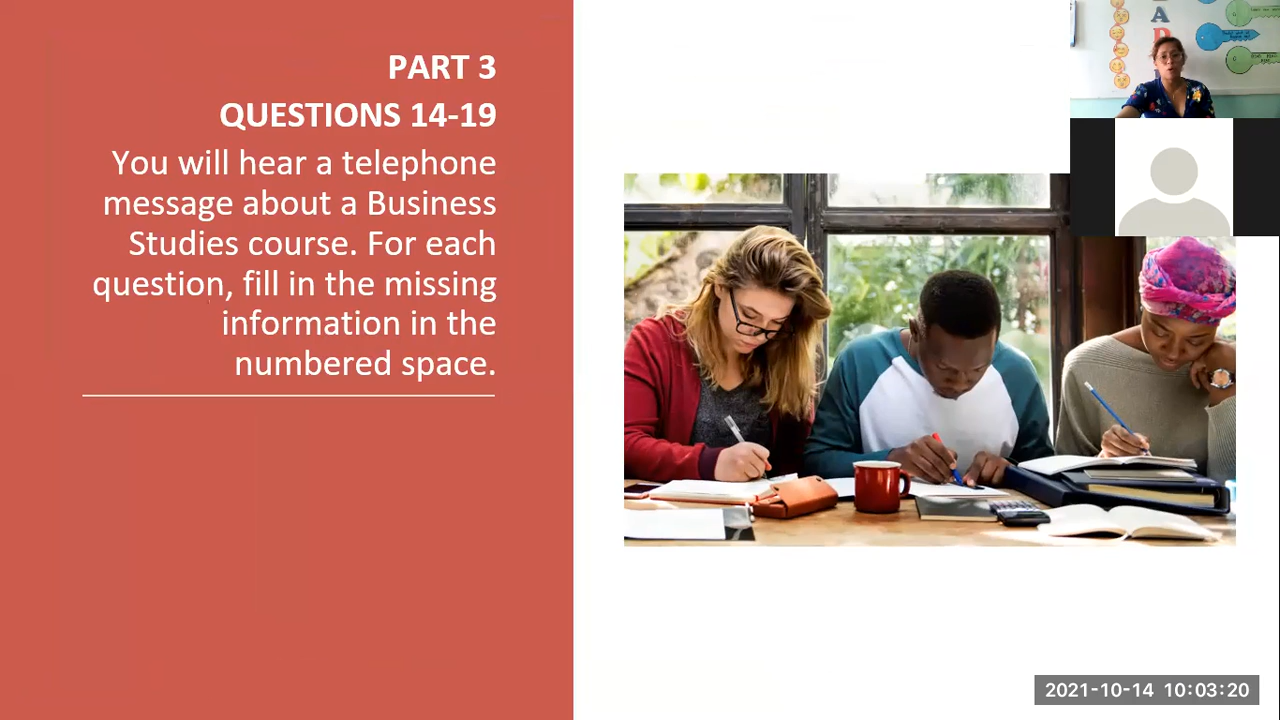 PART 3
QUESTIONS 14-19
You will hear a telephone
message about a Business
Studies course. For each
question, fill in the missing
information in the
numbered space.
2021-10-14 10:03:20